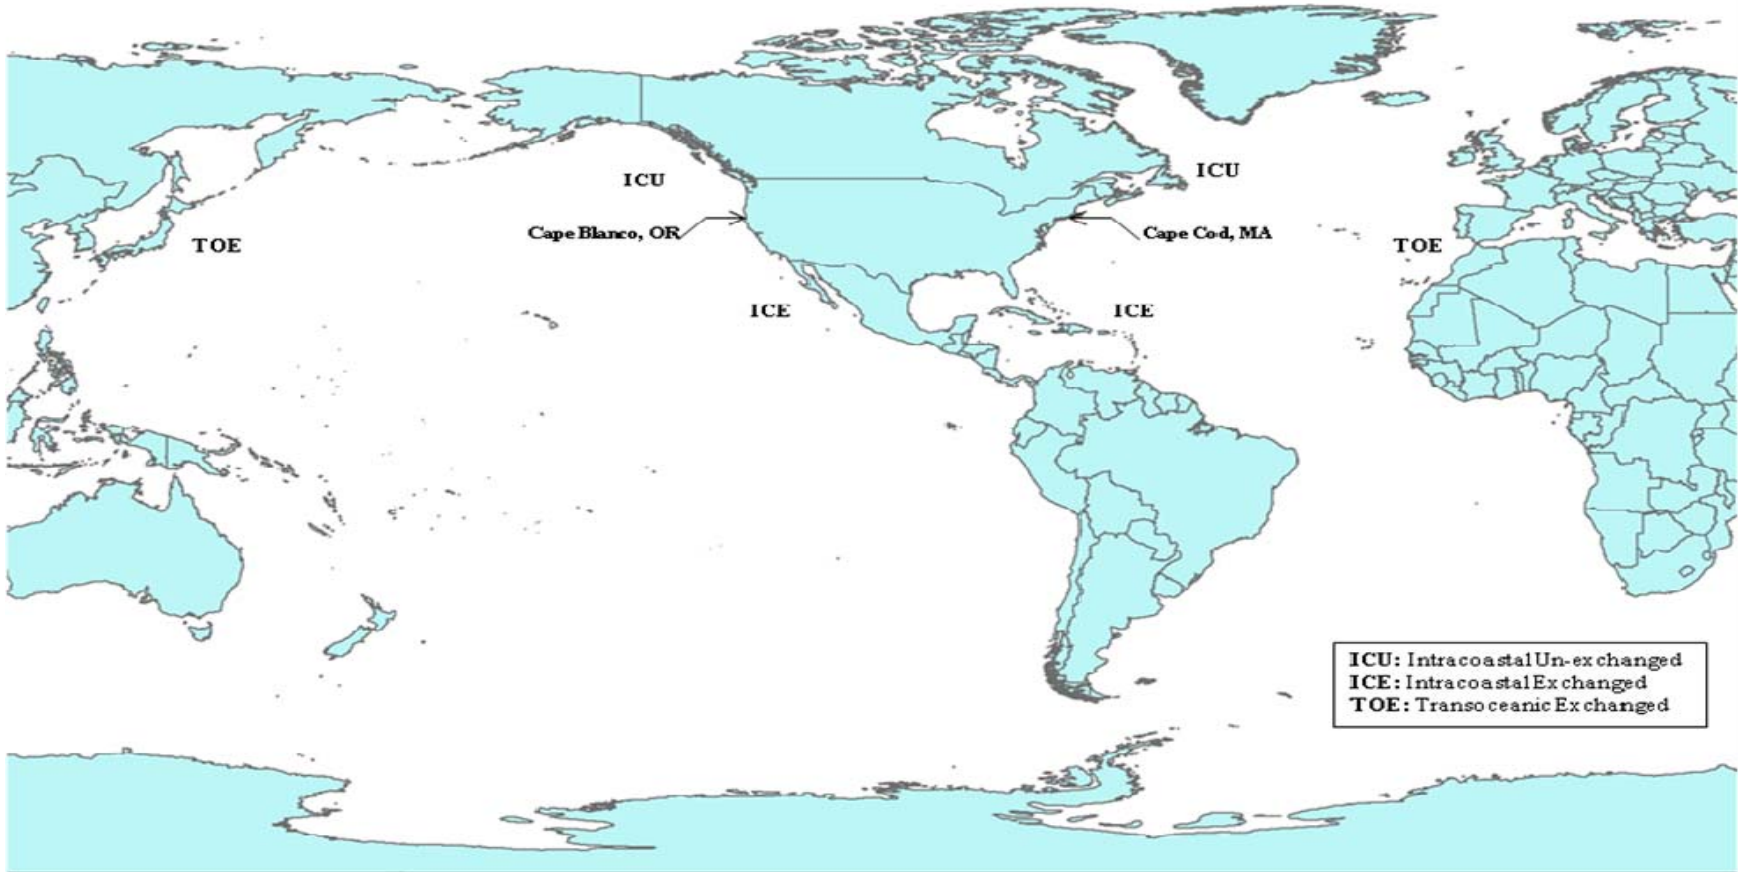 ICU
ICU
Cape Blanco, OR
Cape Cod, MA
TOE
TOE
ICE
ICE
ICU: Intracoastal Un-exchanged
ICE: Intracoastal Exchanged
TOE: Transoceanic Exchanged